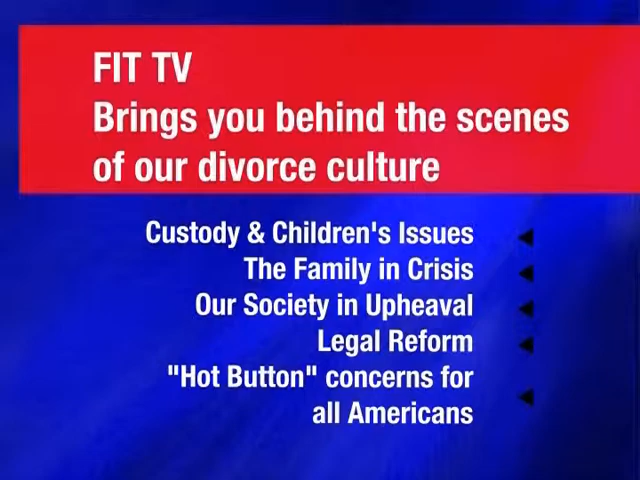 FIT TV
Brings you behind the scenes
of our divorce culture
Custody & Children's Issues
The Family in Crisis
Our Society in Upheaval
Legal Reform
"Hot Button" concerns for
all Americans